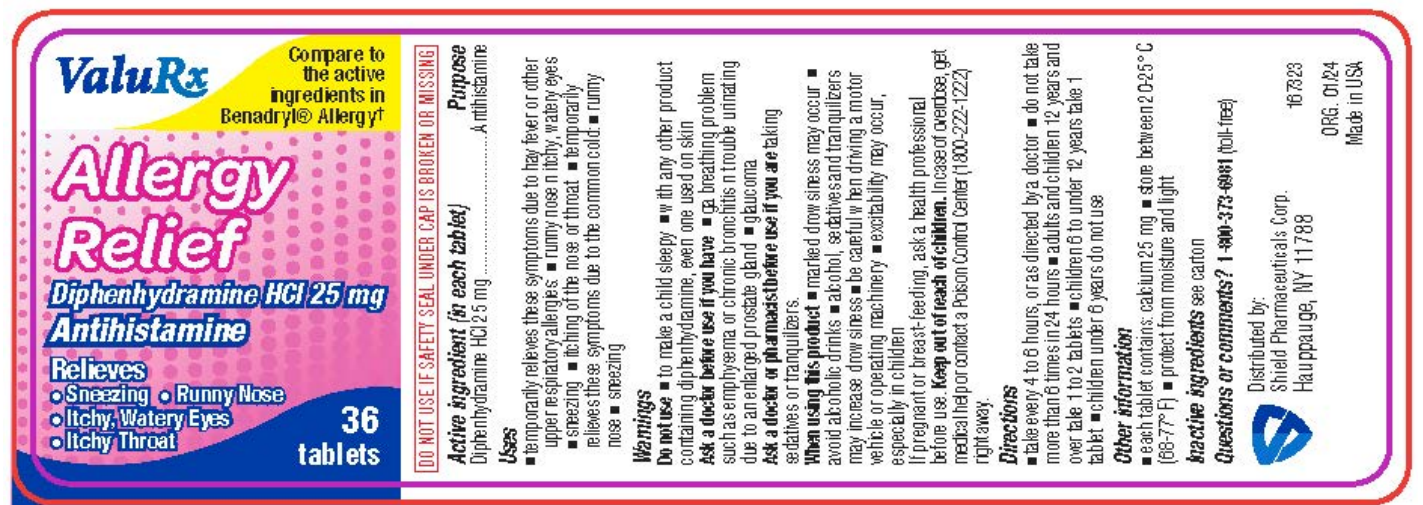 ValuRx
Compare to
the active
ingredients in
Benadryl® Allergy†
Allergy
Relief
Diphenhydramine HCl 25 mg
Antihistamine
Relieves
• Sneezing • Runny Nose
• Itchy, Watery Eyes
• Itchy Throat
36
tablets
DO NOT USE IF SAFETY SEAL UNDER CAP IS BROKEN OR MISSING
Active ingredient (in each tablet) Purpose
Diphenhydramine HCl 25 mg ........................ Antihistamine
Uses
■ temporarily relieves these symptoms due to hay fever or other
upper respiratory allergies: ■ runny nose n itchy, watery eyes
■ sneezing ■ itching of the nose or throat ■ temporarily
relieves these symptoms due to the common cold: ■ runny
nose ■ sneezing
Warnings
Do not use ■ to make a child sleepy ■ with any other product
containing diphenhydramine, even one used on skin
Ask a doctor before use if you have ■ ga breathing problem
such as emphysema or chronic bronchitis n trouble urinating
due to an enlarged prostate gland ■ glaucoma
Ask a doctor or pharmacist before use if you are taking
sedatives or tranquilizers.
When using this product ■ marked drowsiness may occur ■
avoid alcoholic drinks ■ alcohol, sedatives and tranquilizers
may increase drowsiness ■ be careful when driving a motor
vehicle or operating machinery ■ excitability may occur,
especially in children
If pregnant or breast-feeding, ask a health professional
before use. Keep out of reach of children. In case of overdose, get
medical help or contact a Poison Control Center (1-800-222-1222)
right away.
Directions
■ take every 4 to 6 hours, or as directed by a doctor ■ do not take
more than 6 times in 24 hours ■ adults and children 12 years and
over take 1 to 2 tablets ■ children 6 to under 12 years take 1
tablet ■ children under 6 years do not use
Other information
■ each tablet contains: calcium 25 mg ■ store between 20-25° C
(68-77° F) ■ protect from moisture and light
Inactive ingredients see carton
Questions or comments? 1-800-373-6981 (toll-free)
Distributed by:
Shield Pharmaceuticals Corp.
Hauppauge, NY 11788
167323
ORG. 01/24
Made in USA